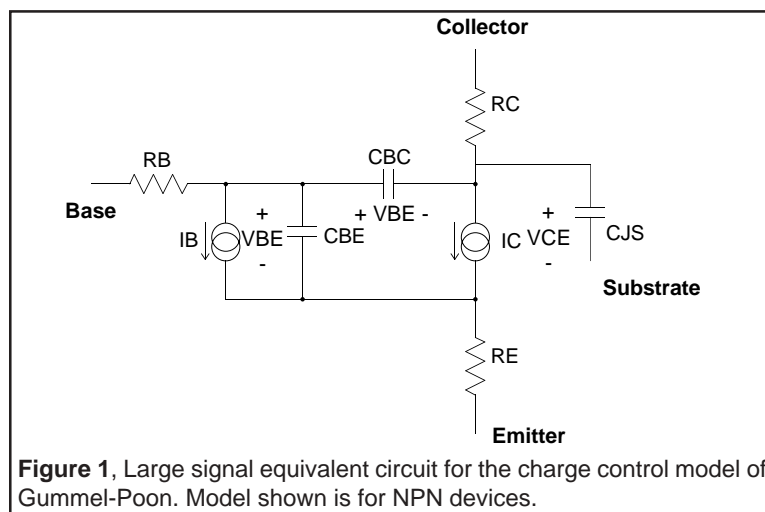 Collector
RC
RB
CBC
Base
IB
+
VBE
-
CBE
+ VBE -
IC
+
VCE
-
CJS
Substrate
RE
Emitter
Figure 1, Large signal equivalent circuit for the charge control model of
Gummel-Poon. Model shown is for NPN devices.